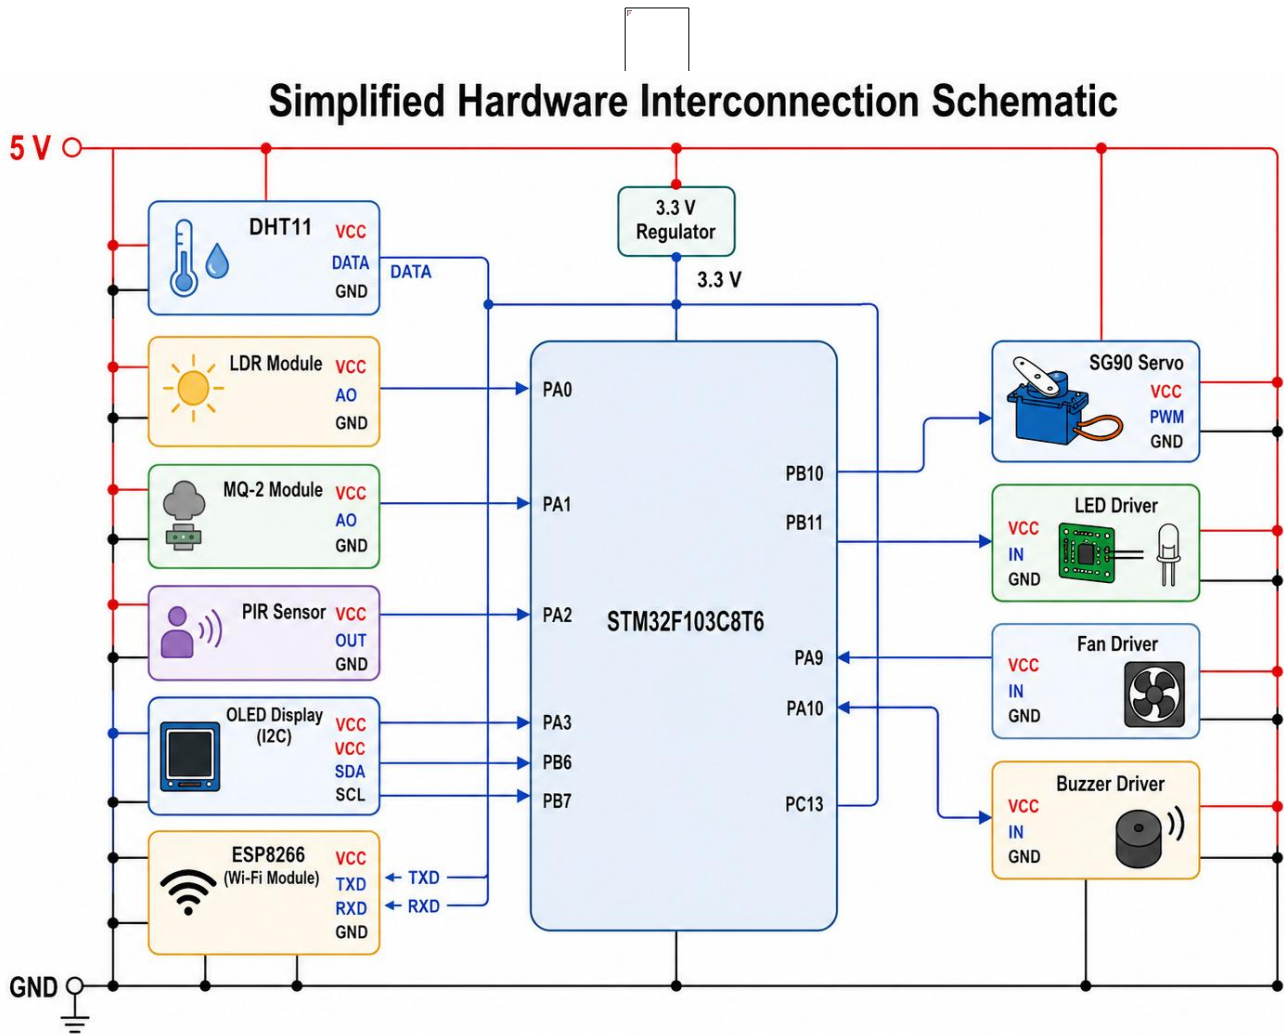 Simplified Hardware Interconnection Schematic
5 V
DHT11
VCC
DATA
GND
DATA
3.3 V
Regulator
3.3 V
LDR Module
VCC
AO
GND
PA0
SG90 Servo
VCC
PWM
GND
MQ-2 Module
VCC
AO
GND
PA1
PB10
PB11
LED Driver
VCC
IN
GND
PIR Sensor
VCC
OUT
GND
PA2
STM32F103C8T6
PA9
PA10
Fan Driver
VCC
IN
GND
OLED Display
(I2C)
VCC
VCC
SDA
SCL
PA3
PB6
PB7
PC13
Buzzer Driver
VCC
IN
GND
ESP8266
(Wi-Fi Module)
VCC
TXD
RXD
GND
TXD
RXD
GND